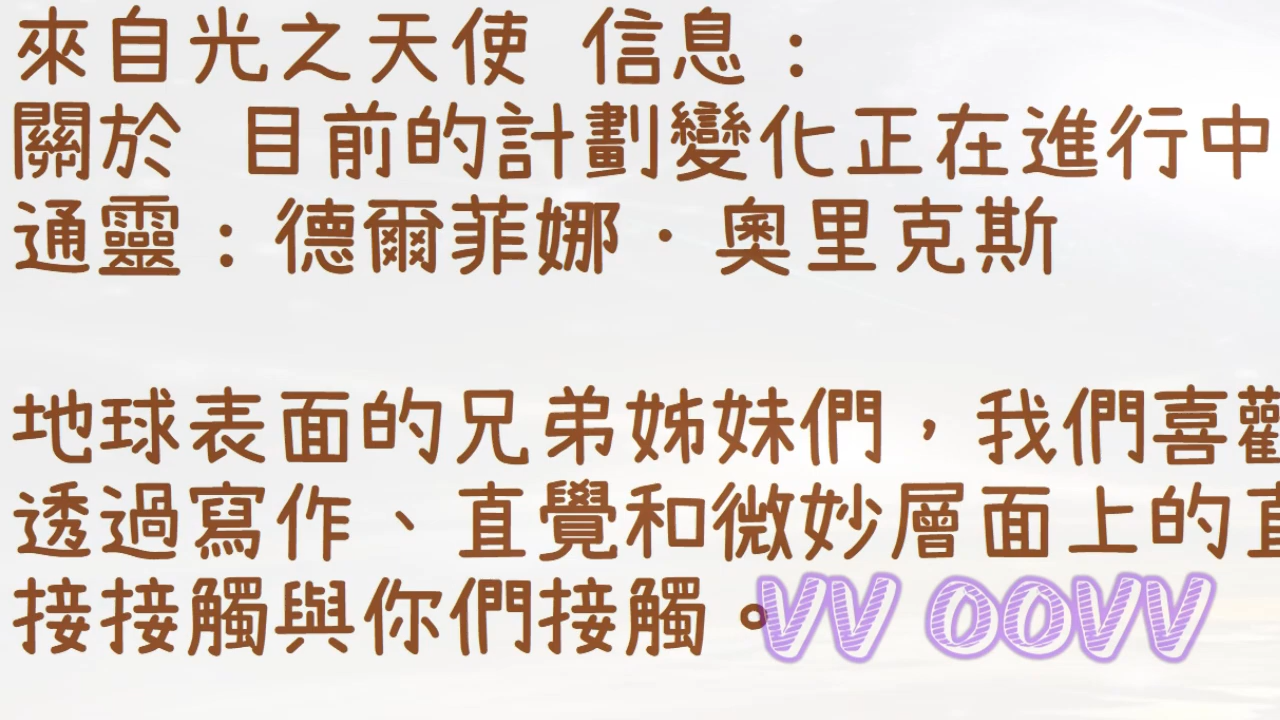 來自光之天使 信息：
關於 目前的計劃變化正在進行中
通靈：德爾菲娜·奧里克斯
地球表面的兄弟姊妹們，我們喜歡
透過寫作、直覺和微妙層面上的直
接接觸與你們接觸。
VV OOVV